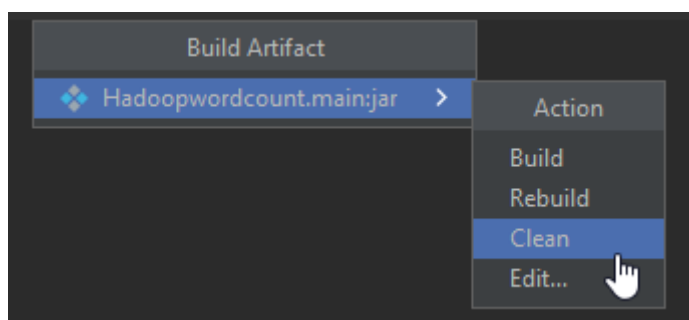 Build Artifact
Hadoopwordcount.main:jar
Action
Build
Rebuild
Clean
Edit...